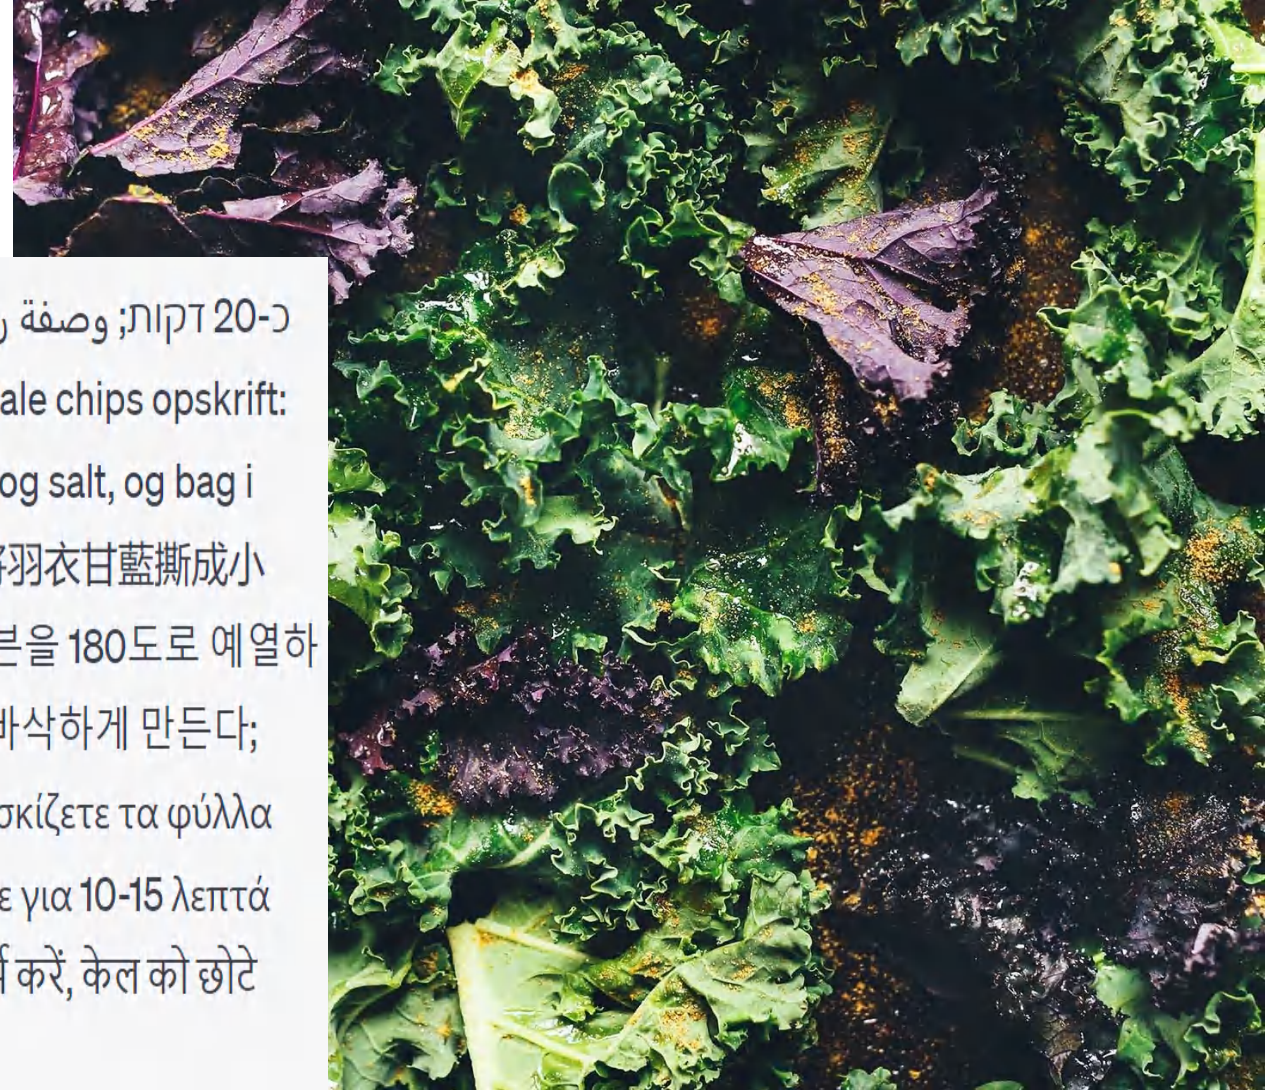 כ-20 דקות; وصفة
ale chips opskrift:
og salt, og bag i
羽衣甘藍撕成小
븐을 180도로 예열하
바삭하게 만든다;
σκίζετε τα φύλλα
ε για 10-15 λεπτά
करें, केल को छोटे